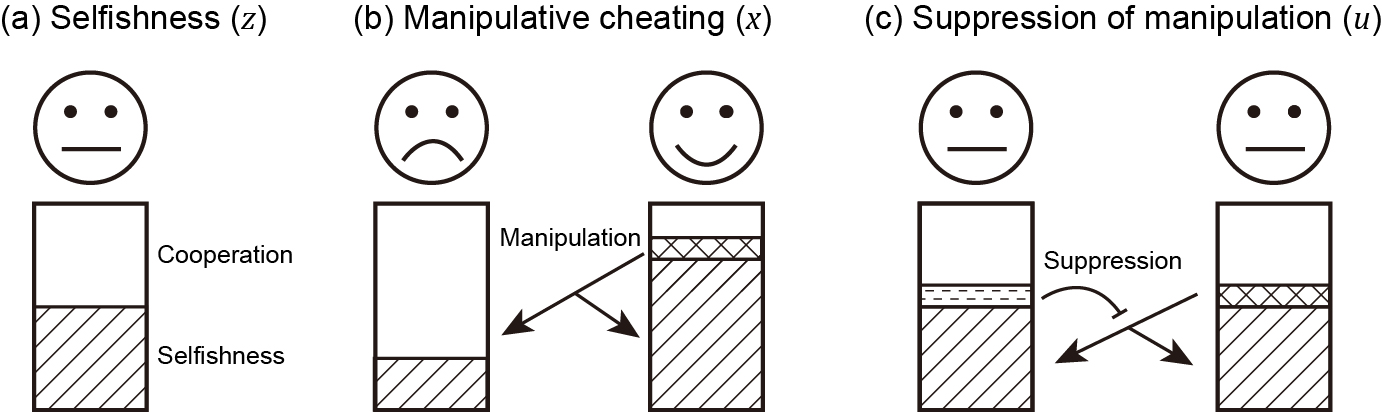 (a) Selfishness (z)
(b) Manipulative cheating (x)
(c) Suppression of manipulation (u)
Cooperation
Selfishness
Manipulation
Suppression